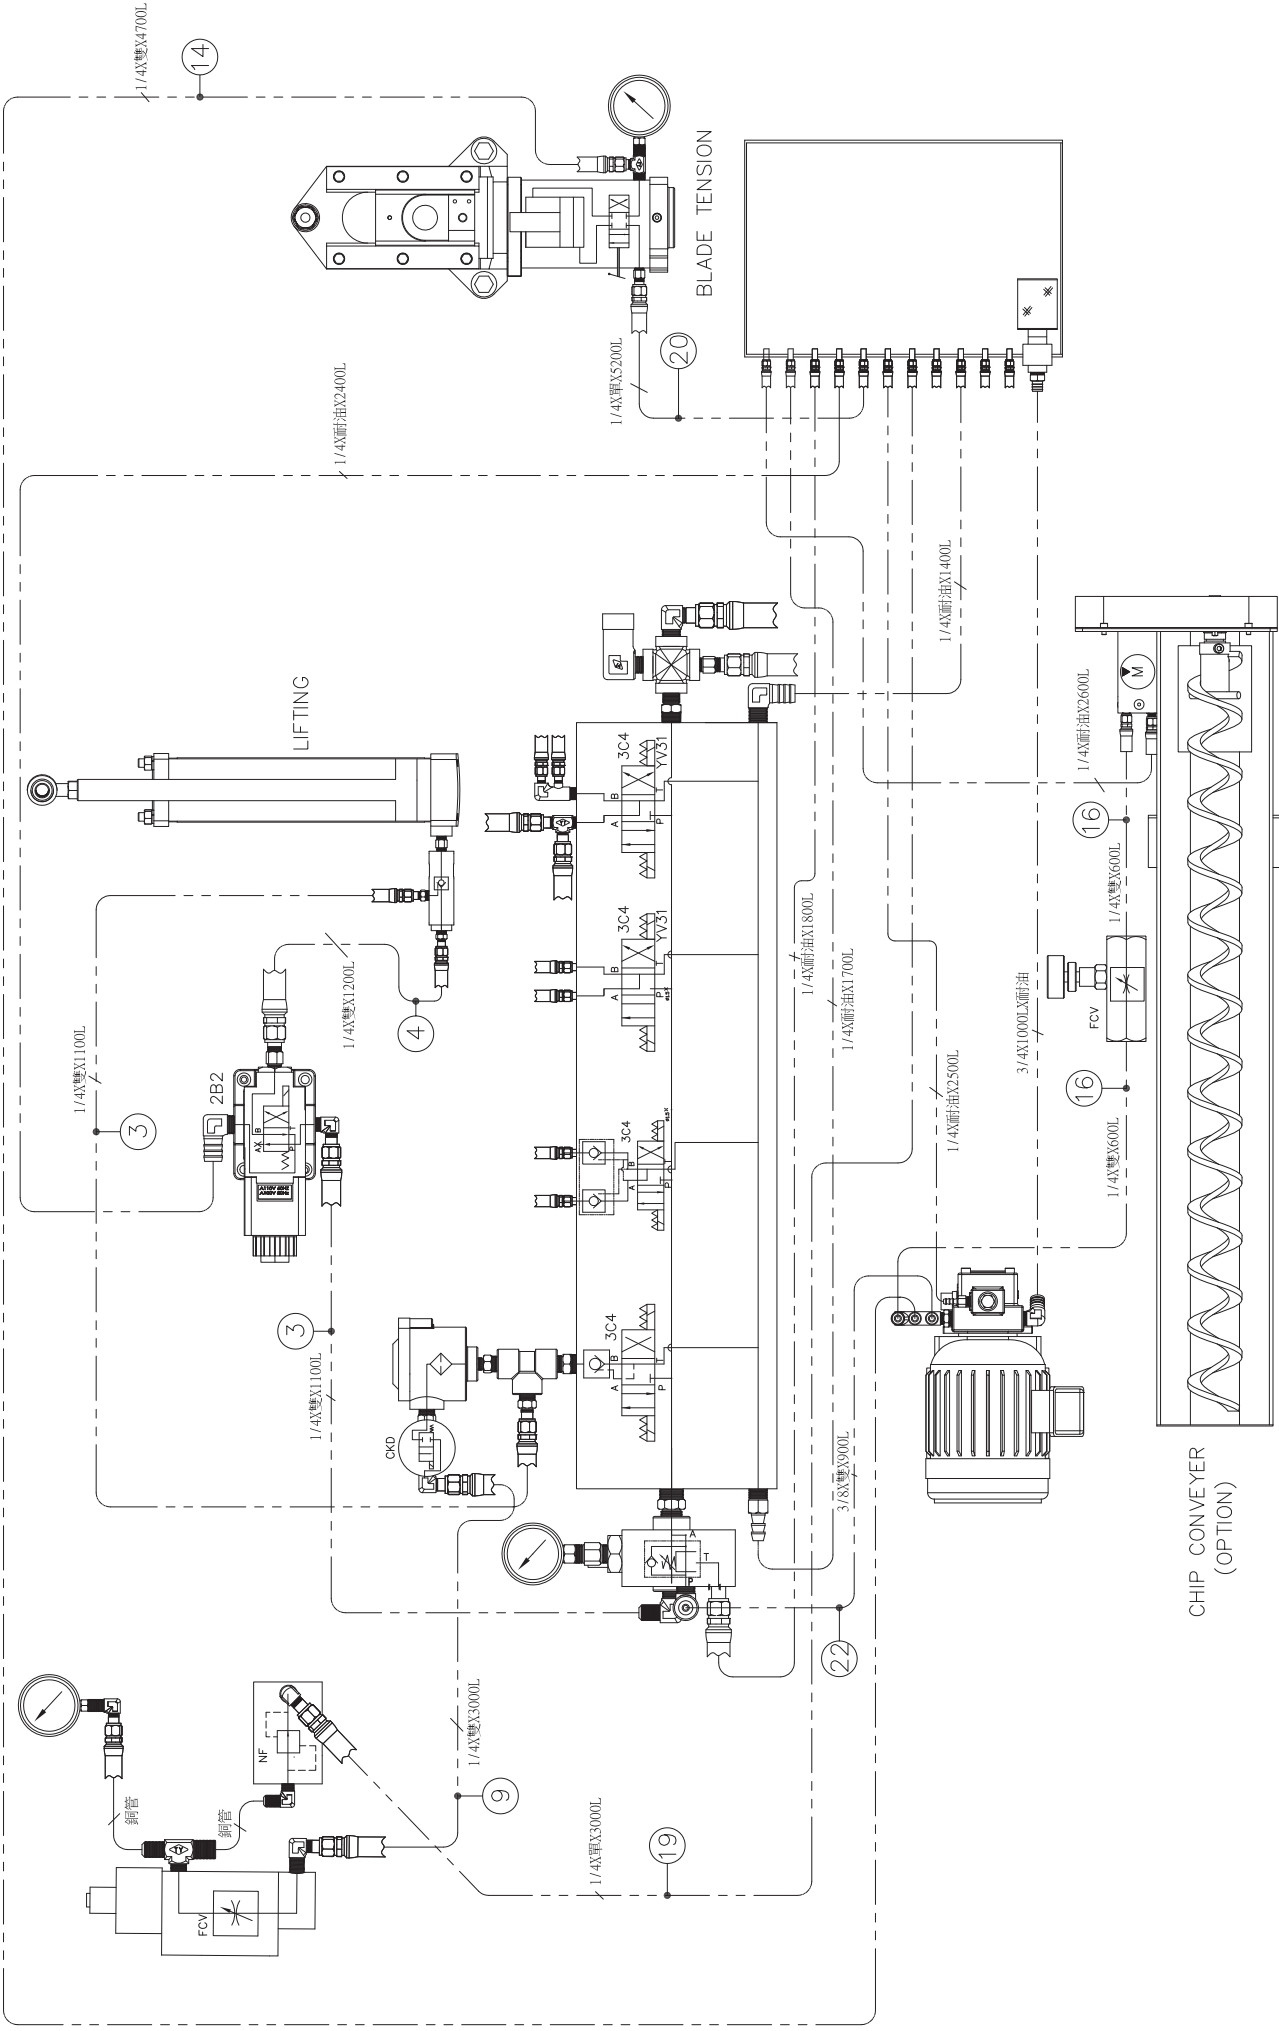 1/4X雙X4700L
14
BLADE TENSION
1/4X單X5200L
20
1/4X耐油X2400L
LIFTING
1/4X耐油X1400L
1/4X耐油X2600L
M
16
1/4X雙X600L
FCV
16
1/4X雙X600L
3/4X1000LX耐油
1/4X耐油X2500L
1/4X耐油X1700L
1/4X耐油X1800L
3C4
YV31
A
B
P
T
3C4
YV31
A
B
P
T
3C4
A
B
P
3C4
A
B
P
T
1/4X雙X1200L
4
1/4X雙X1100L
3
2B2
B
P
T
3
1/4X雙X1100L
CKD
A
T
P
3/8X雙X900L
22
1/4X雙X3000L
9
1/4X單X3000L
19
NF
銅管
銅管
FCV
CHIP CONVEYER
(OPTION)